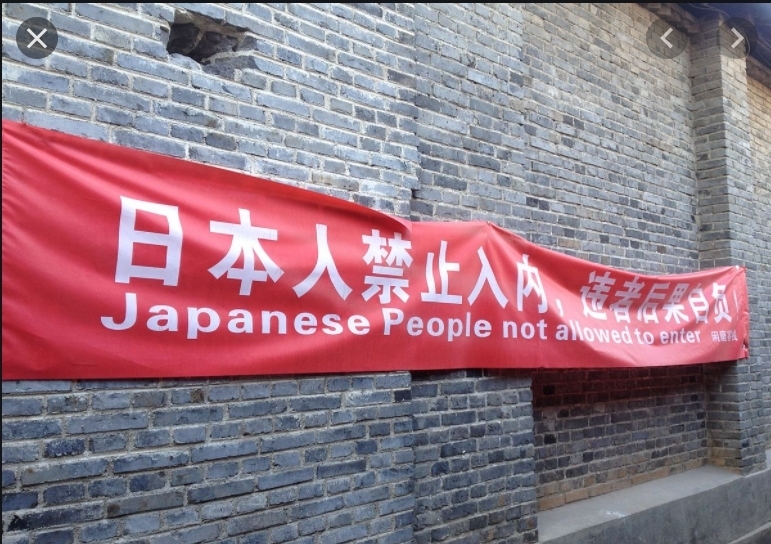 日本人禁止入内，违者后果自负！
Japanese People not allowed to enter